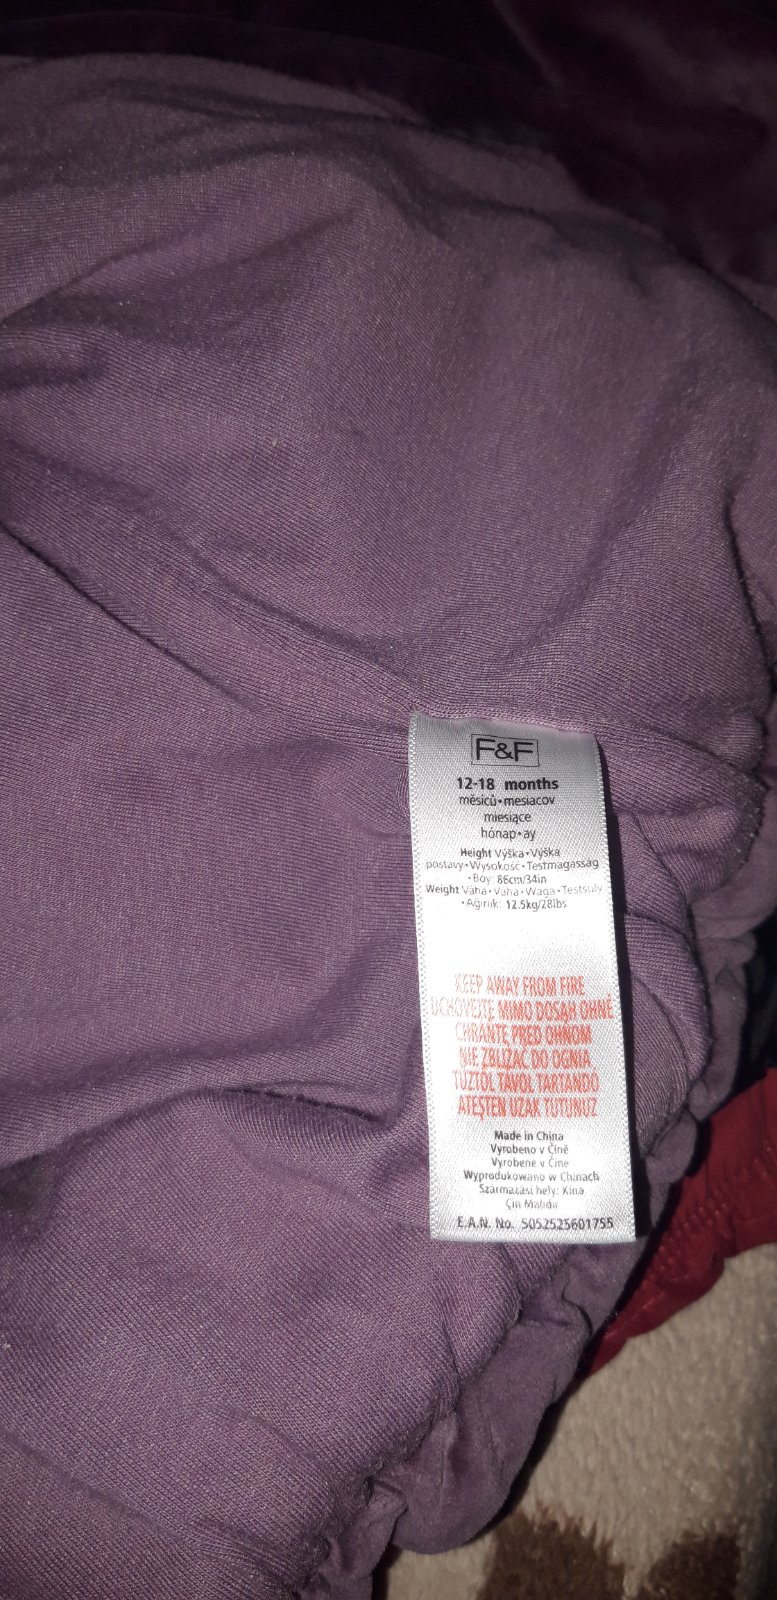 F&F
12-18 months
měsíců•mesiacov
miesiące
hónap•ay
Height Výška•Výška
postavy•Wysokość•Testmagasság
•Boy: 86cm/34in
Weight Váha•Váha•Waga•Testsúly
•Ağırlık: 12.5kg/28lbs
KEEP AWAY FROM FIRE
UCHOVEJTE MIMO DOSAH OHNĚ
CHRÁŇTE PRED OHŇOM
NIE ZBLIŻAĆ DO OGNIA
TŰZTŐL TÁVOL TARTANDÓ
ATEŞTEN UZAK TUTUNUZ
Made in China
Vyrobeno v Číně
Vyrobené v Číne
Wyprodukowano w Chinach
Származási hely: Kína
Çin Malıdır
E.A.N. No. 5052525601755